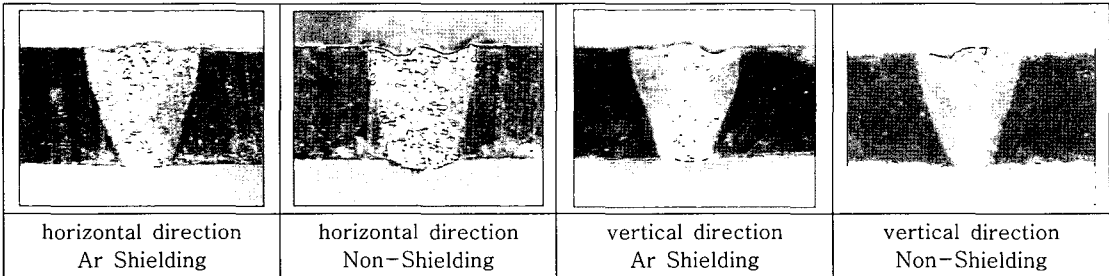 horizontal direction
Ar Shielding
horizontal direction
Non-Shielding
vertical direction
Ar Shielding
vertical direction
Non-Shielding